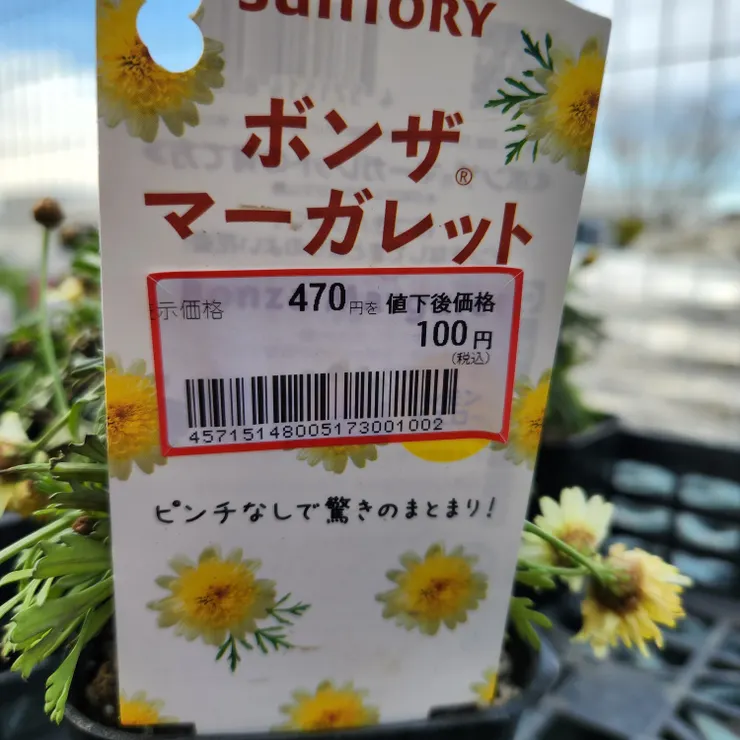 SunTORY
ボンザ®
マーガレット
示価格 470円を 値下後価格
100円
(税込)
45715148005173001002
ピンチなしで驚きのまとまり!